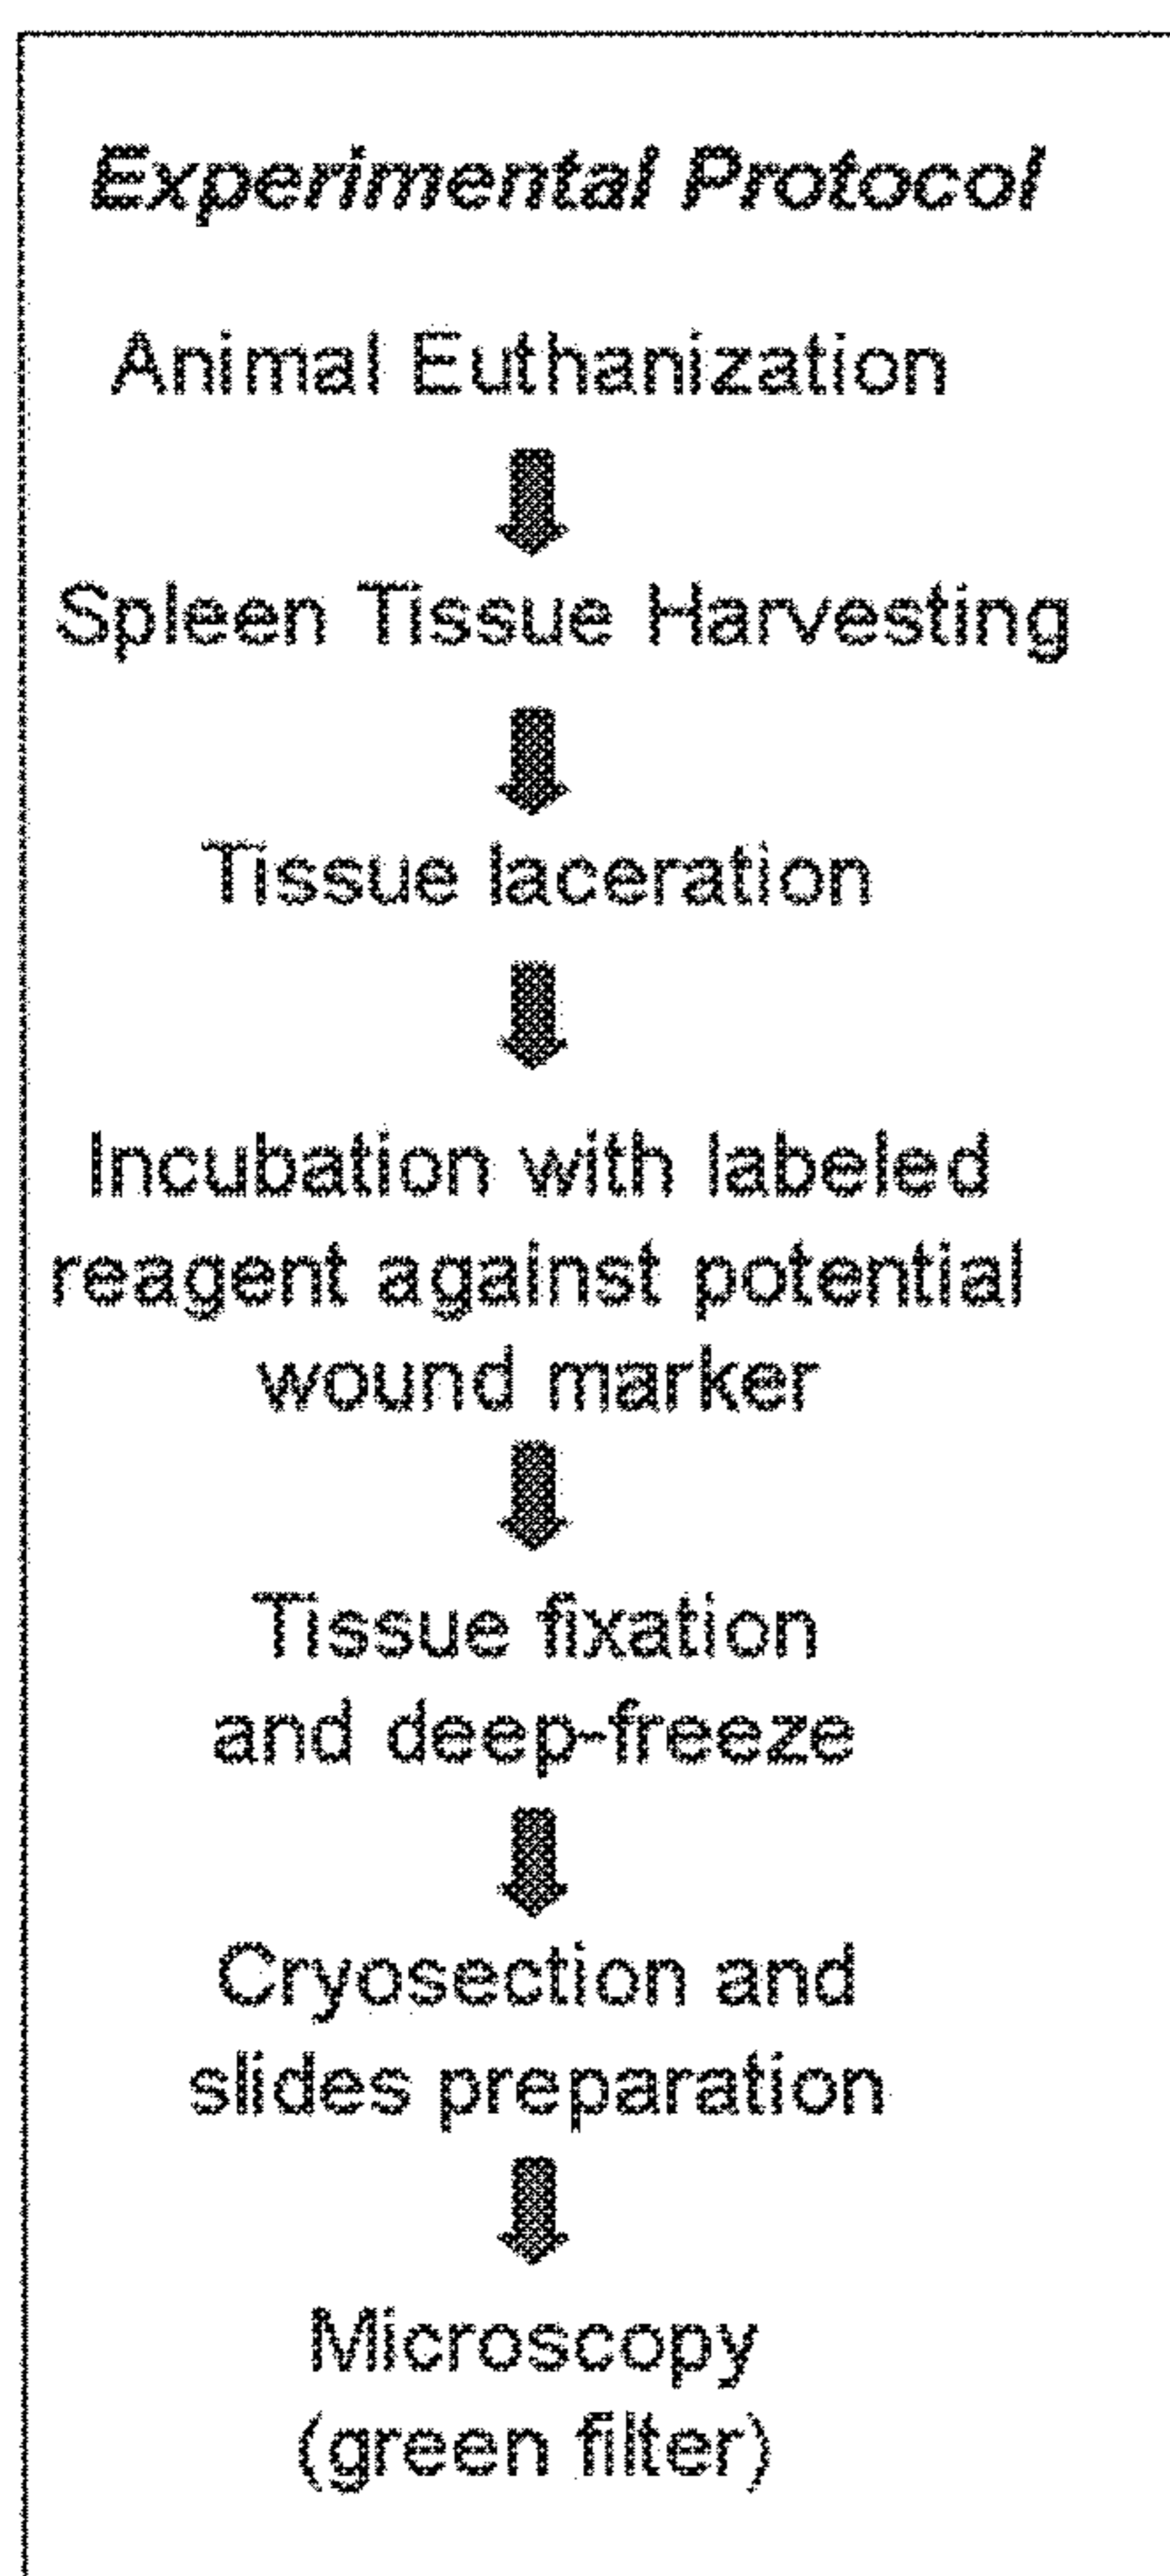 Experimental Protocol
Animal Euthanization
Spleen Tissue Harvesting
Tissue laceration
Incubation with labeled
reagent against potential
wound marker
Tissue fixation
and deep-freeze
Cryosection and
slides preparation
Microscopy
(green filter)